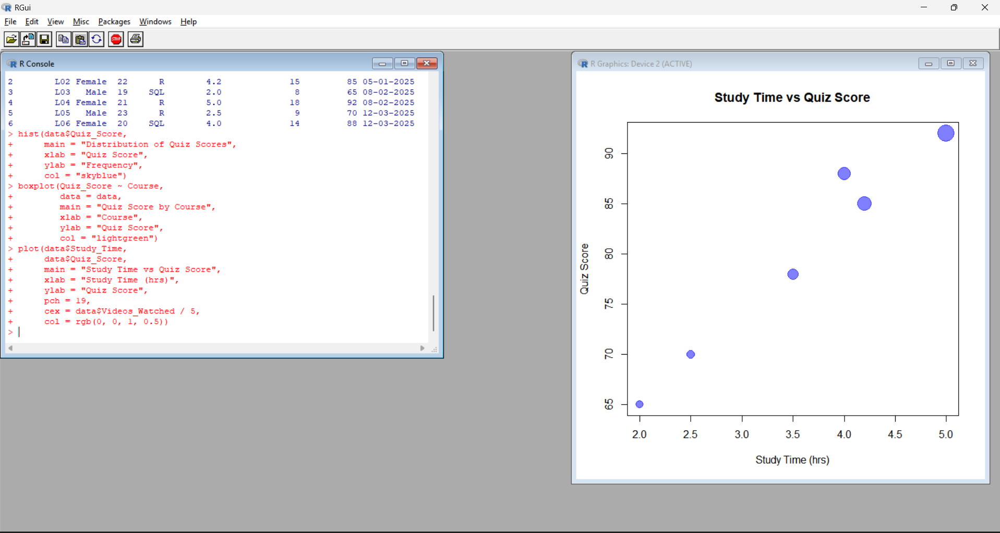 RGui
File Edit View Misc Packages Windows Help
STOP
R Console
2 L02 Female 22 R 4.2 15 85 05-01-2025
3 L03 Male 19 SQL 2.0 8 65 08-02-2025
4 L04 Female 21 R 5.0 18 92 08-02-2025
5 L05 Male 23 R 2.5 9 70 12-03-2025
6 L06 Female 20 SQL 4.0 14 88 12-03-2025
> hist(data$Quiz_Score,
+ main = "Distribution of Quiz Scores",
+ xlab = "Quiz Score",
+ ylab = "Frequency",
+ col = "skyblue")
> boxplot(Quiz_Score ~ Course,
+ data = data,
+ main = "Quiz Score by Course",
+ xlab = "Course",
+ ylab = "Quiz Score",
+ col = "lightgreen")
> plot(data$Study_Time,
+ data$Quiz_Score,
+ main = "Study Time vs Quiz Score",
+ xlab = "Study Time (hrs)",
+ ylab = "Quiz Score",
+ pch = 19,
+ cex = data$Videos_Watched / 5,
+ col = rgb(0, 0, 1, 0.5))
>
R Graphics: Device 2 (ACTIVE)
Study Time vs Quiz Score
Quiz Score
90
85
80
75
70
65
2.0 2.5 3.0 3.5 4.0 4.5 5.0
Study Time (hrs)